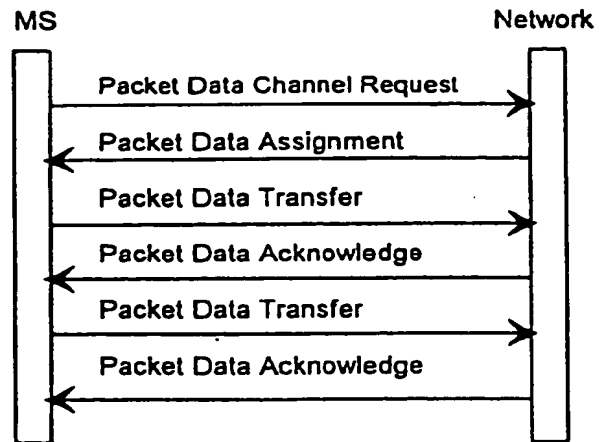 MS
Network
Packet Data Channel Request
Packet Data Assignment
Packet Data Transfer
Packet Data Acknowledge
Packet Data Transfer
Packet Data Acknowledge